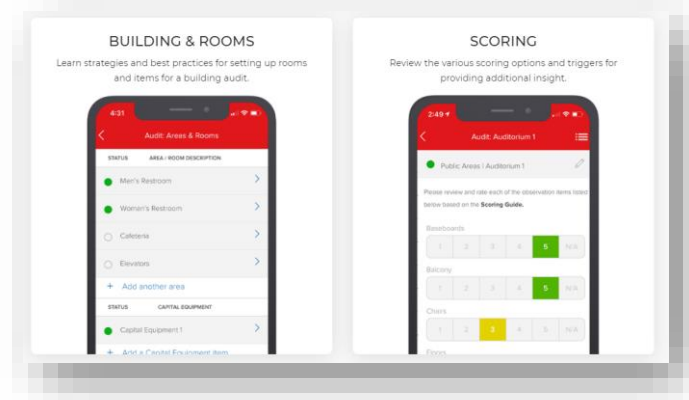 BUILDING & ROOMS
Learn strategies and best practices for setting up rooms
and items for a building audit.
4:31
Audit: Areas & Rooms
STATUS AREA / ROOM DESCRIPTION
Men's Restroom
Women's Restroom
Cafeteria
Elevators
+ Add another area
STATUS CAPITAL EQUIPMENT
Capital Equipment 1
+ Add a Capital Equipment Item
SCORING
Review the various scoring options and triggers for
providing additional insight.
2:49
Audit: Auditorium 1
Public Areas | Auditorium 1
Please review and rate each of the observation items listed
below based on the Scoring Guide.
Baseboards
1 2 3 4 5 N/A
Balcony
1 2 3 4 5 N/A
Chairs
1 2 3 4 5 N/A
Floors